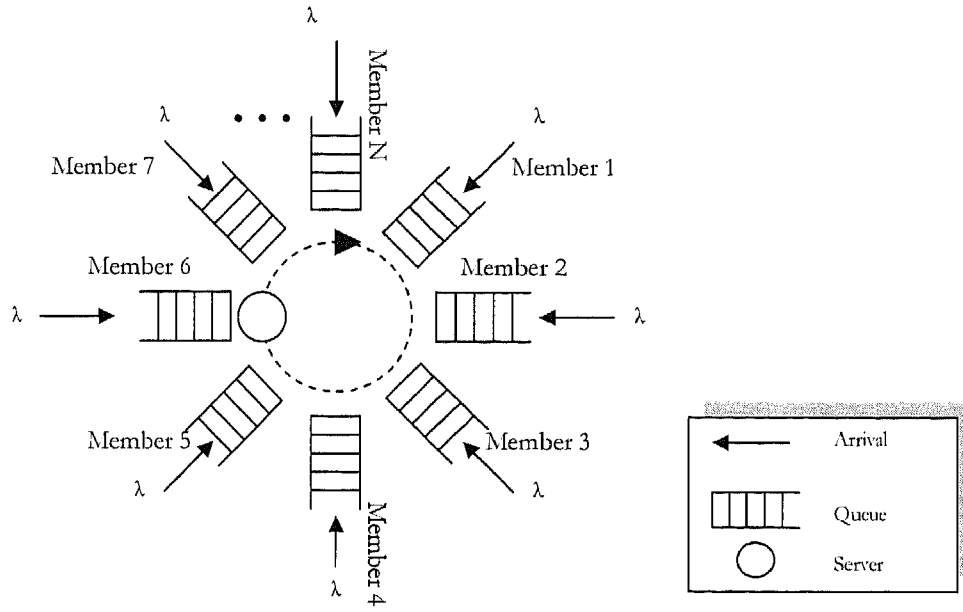 λ
Member N
λ
λ
Member 7
Member 1
Member 6
Member 2
λ
λ
Member 5
Member 3
λ
λ
Member 4
λ
Arrival
Queue
Server